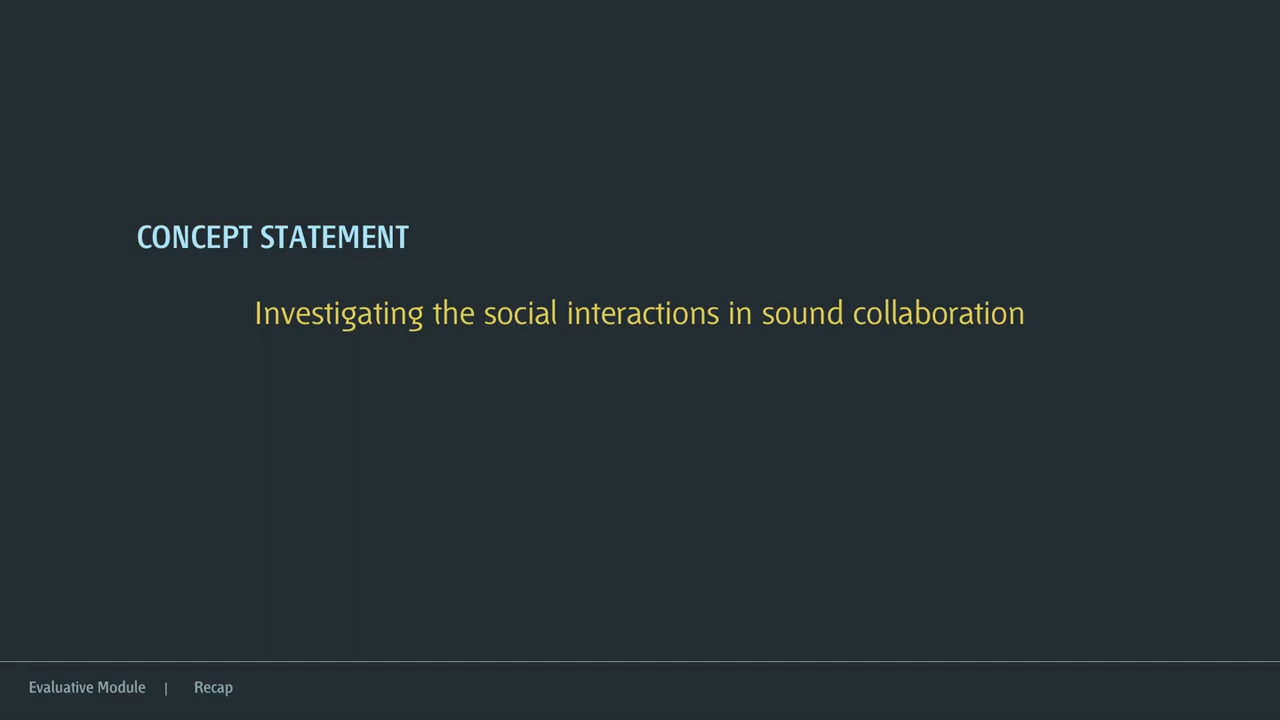 CONCEPT STATEMENT
Investigating the social interactions in sound collaboration
Evaluative Module | Recap